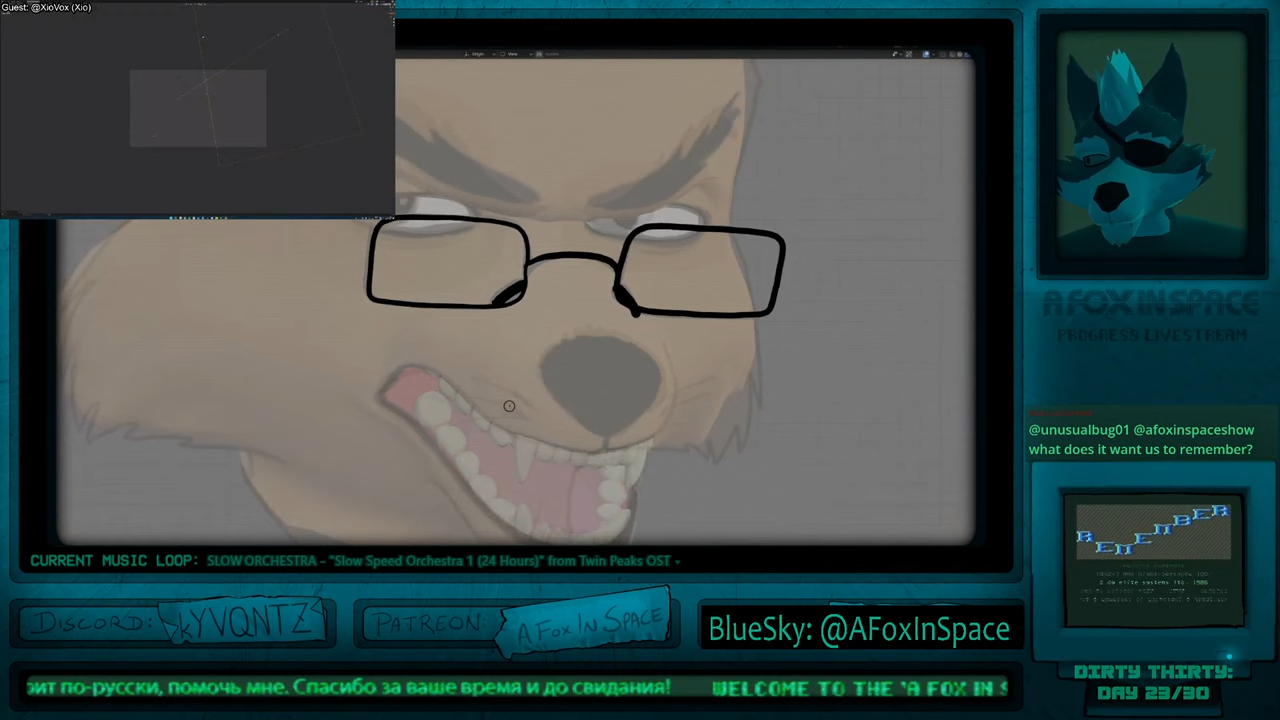 Guest: @XioVox (Xio)
A FOX IN SPACE
PROGRESS LIVESTREAM
@unusualbug01 @afoxinspaceshow
what does it want us to remember?
REMEMBER
CURRENT MUSIC LOOP: SLOW ORCHESTRA – "Slow Speed Orchestra 1 (24 Hours)" from Twin Peaks OST -
DISCORD: kYVQNTZ
PATREON: A FOX IN SPACE
BlueSky: @AFoxInSpace
рит по-русски, помочь мне. Спасибо за ваше время и до свидания! WELCOME TO THE 'A FOX IN S
DIRTY THIRTY:
DAY 23/30